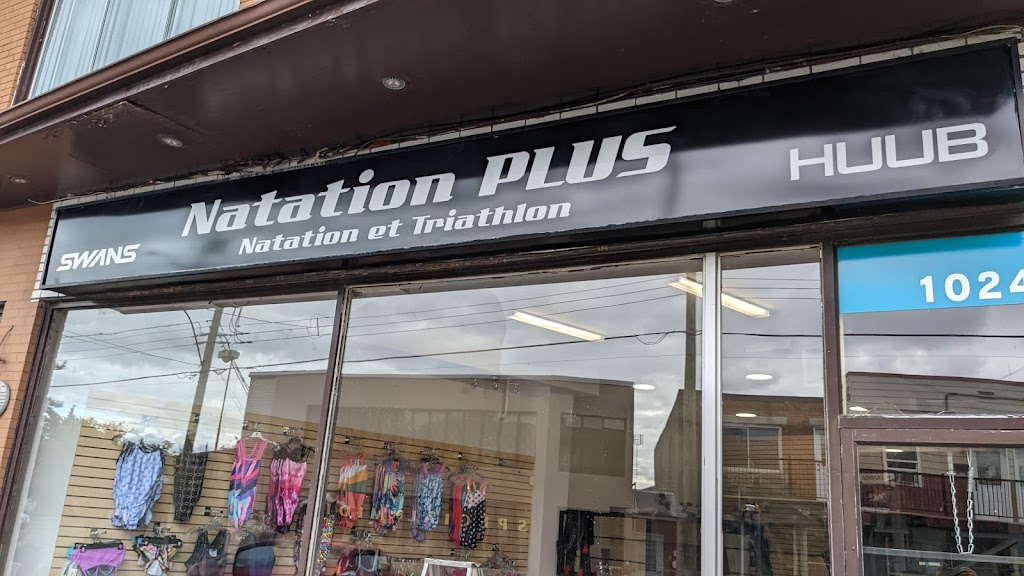 Natation PLUS
Natation et Triathlon
SWANS
HUUB
1024